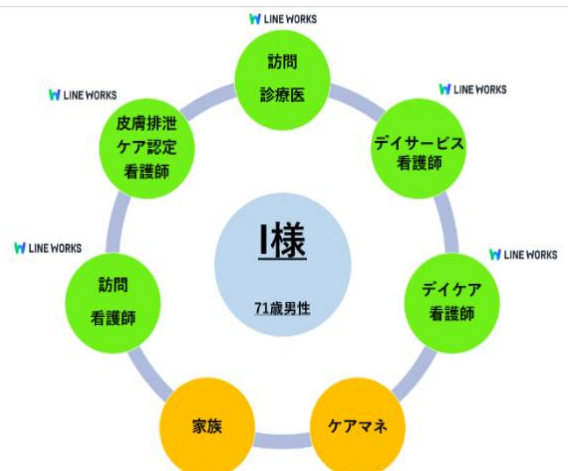 LINE WORKS
訪問
診療医
LINE WORKS
デイサービス
看護師
LINE WORKS
デイケア
看護師
ケアマネ
家族
LINE WORKS
訪問
看護師
LINE WORKS
皮膚排泄
ケア認定
看護師
I様
71歳男性